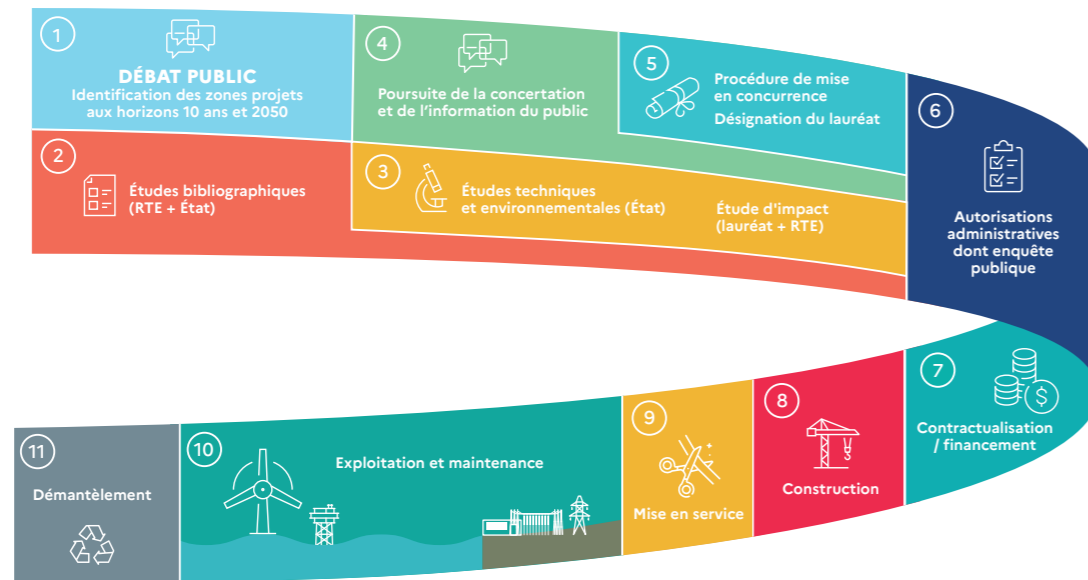 1
DÉBAT PUBLIC
Identification des zones projets
aux horizons 10 ans et 2050
2
Études bibliographiques
(RTE + État)
3
Études techniques
et environnementales (État)
Étude d'impact
(lauréat + RTE)
4
Poursuite de la concertation
et de l'information du public
5
Procédure de mise
en concurrence
Désignation du lauréat
6
Autorisations
administratives
dont enquête
publique
7
$
Contractualisation
/ financement
8
Construction
9
Mise en service
10
Exploitation et maintenance
11
Démantèlement